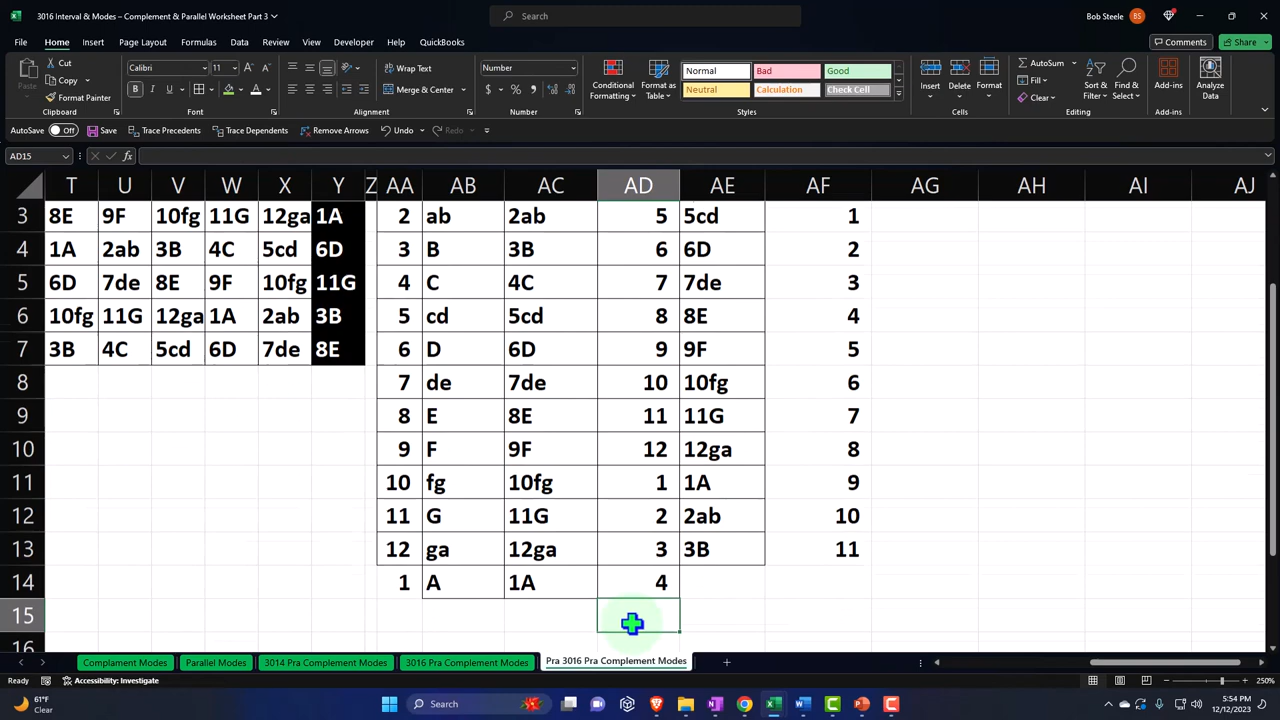 3016 Interval & Modes – Complement & Parallel Worksheet Part 3
Search
Bob Steele BS
File Home Insert Page Layout Formulas Data Review View Developer Help QuickBooks Comments Share
Cut
Copy
Paste
Format Painter
Calibri 11 Wrap Text Number
B I U Merge & Center $ % ,
Conditional Formatting Format as Table
Normal Bad Good
Neutral Calculation Check Cell
Insert Delete Format
AutoSum Fill Clear
Sort & Filter Find & Select Add-ins Analyze Data
Clipboard Font Alignment Number Styles Cells Editing Add-ins Analysis
AutoSave Off Save Trace Precedents Trace Dependents Remove Arrows Undo Redo
AD15 fx
T U V W X Y Z AA AB AC AD AE AF AG AH AI AJ
3 8E 9F 10fg 11G 12ga 1A 2 ab 2ab 5 5cd 1
4 1A 2ab 3B 4C 5cd 6D 3 B 3B 6 6D 2
5 6D 7de 8E 9F 10fg 11G 4 C 4C 7 7de 3
6 10fg 11G 12ga 1A 2ab 3B 5 cd 5cd 8 8E 4
7 3B 4C 5cd 6D 7de 8E 6 D 6D 9 9F 5
8 7 de 7de 10 10fg 6
9 8 E 8E 11 11G 7
10 9 F 9F 12 12ga 8
11 10 fg 10fg 1 1A 9
12 11 G 11G 2 2ab 10
13 12 ga 12ga 3 3B 11
14 1 A 1A 4
15
16
Complament Modes Parallel Modes 3014 Pra Complement Modes 3016 Pra Complement Modes Pra 3016 Pra Complement Modes
Ready Accessibility: Investigate 250%
61°F
Clear
Search
5:54 PM
12/12/2023